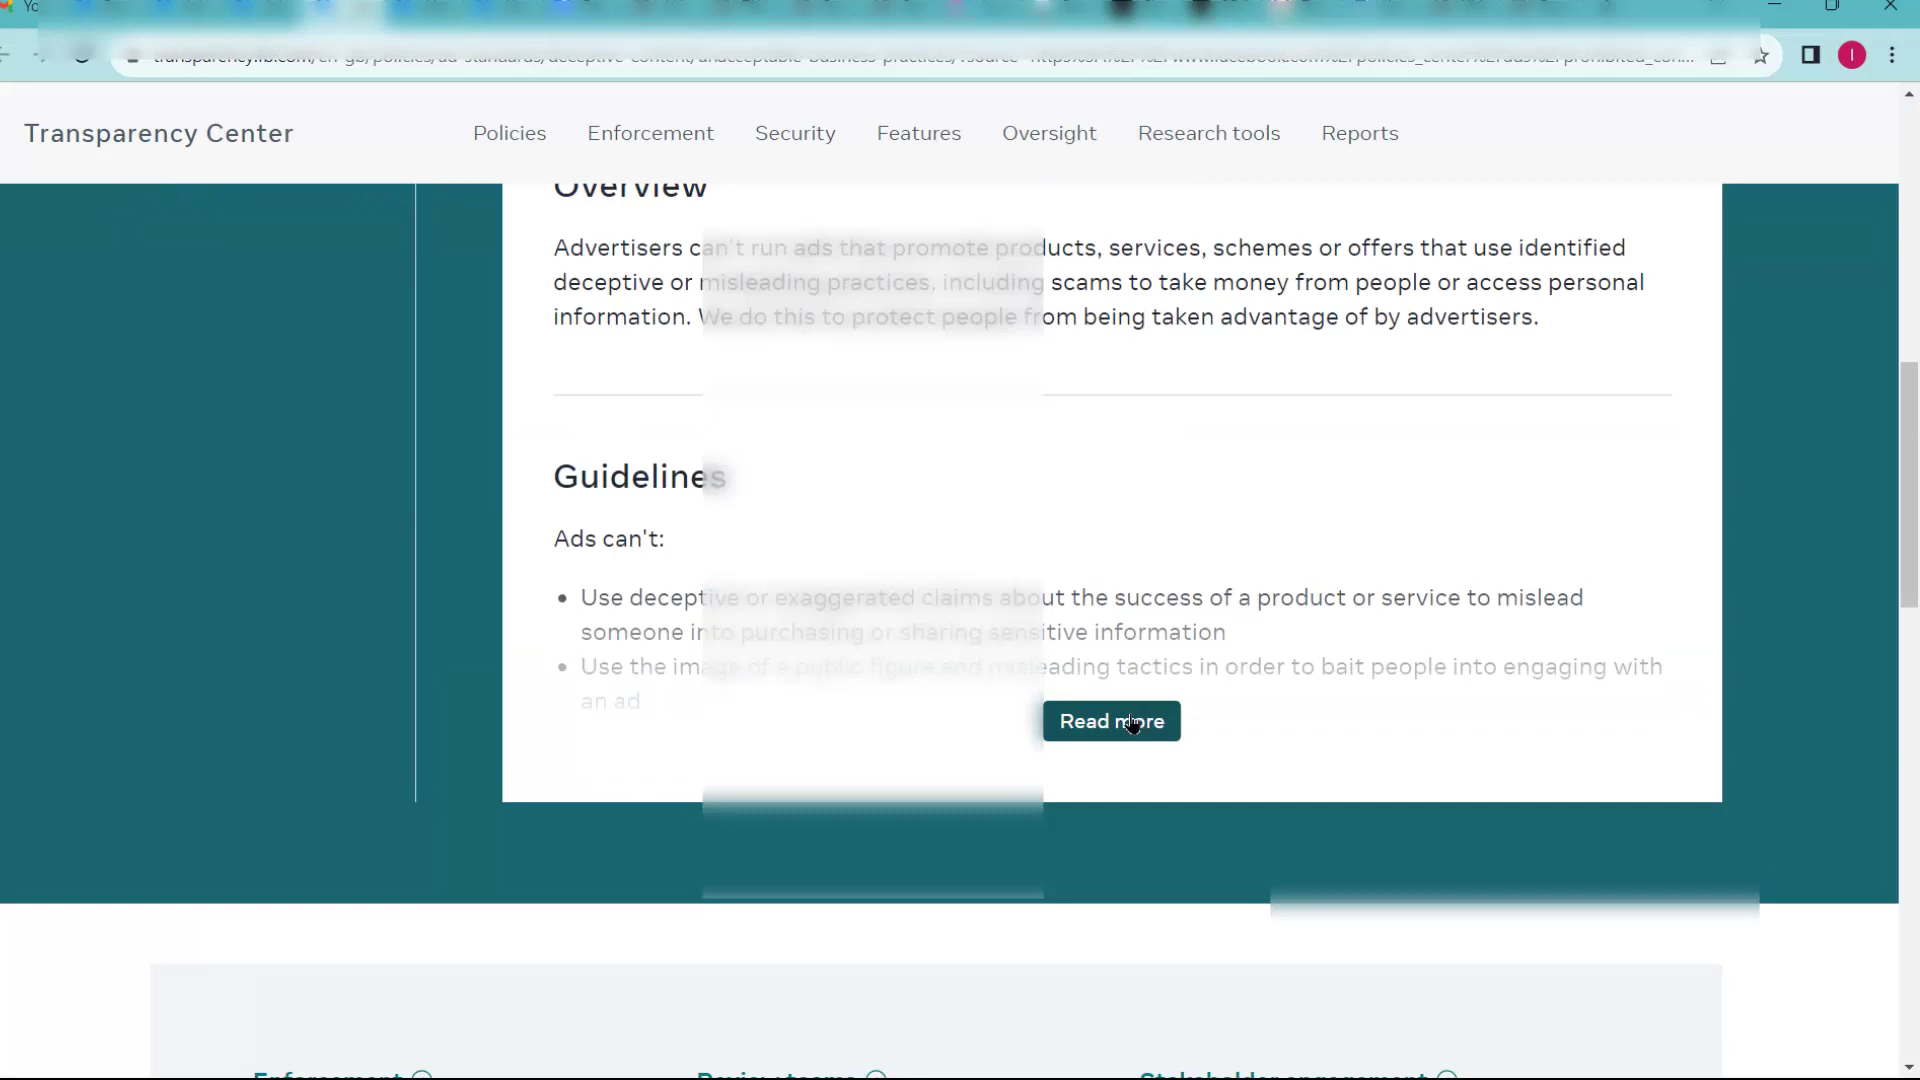 Transparency Center
Policies Enforcement Security Features Oversight Research tools Reports
Overview
Advertisers can't run ads that promote products, services, schemes or offers that use identified
deceptive or misleading practices, including scams to take money from people or access personal
information. We do this to protect people from being taken advantage of by advertisers.
Guidelines
Ads can't:
Use deceptive or exaggerated claims about the success of a product or service to mislead
someone into purchasing or sharing sensitive information
Use the image of a public figure and misleading tactics in order to bait people into engaging with
an ad
Read more
Enforcement Review teams Stakeholder engagement